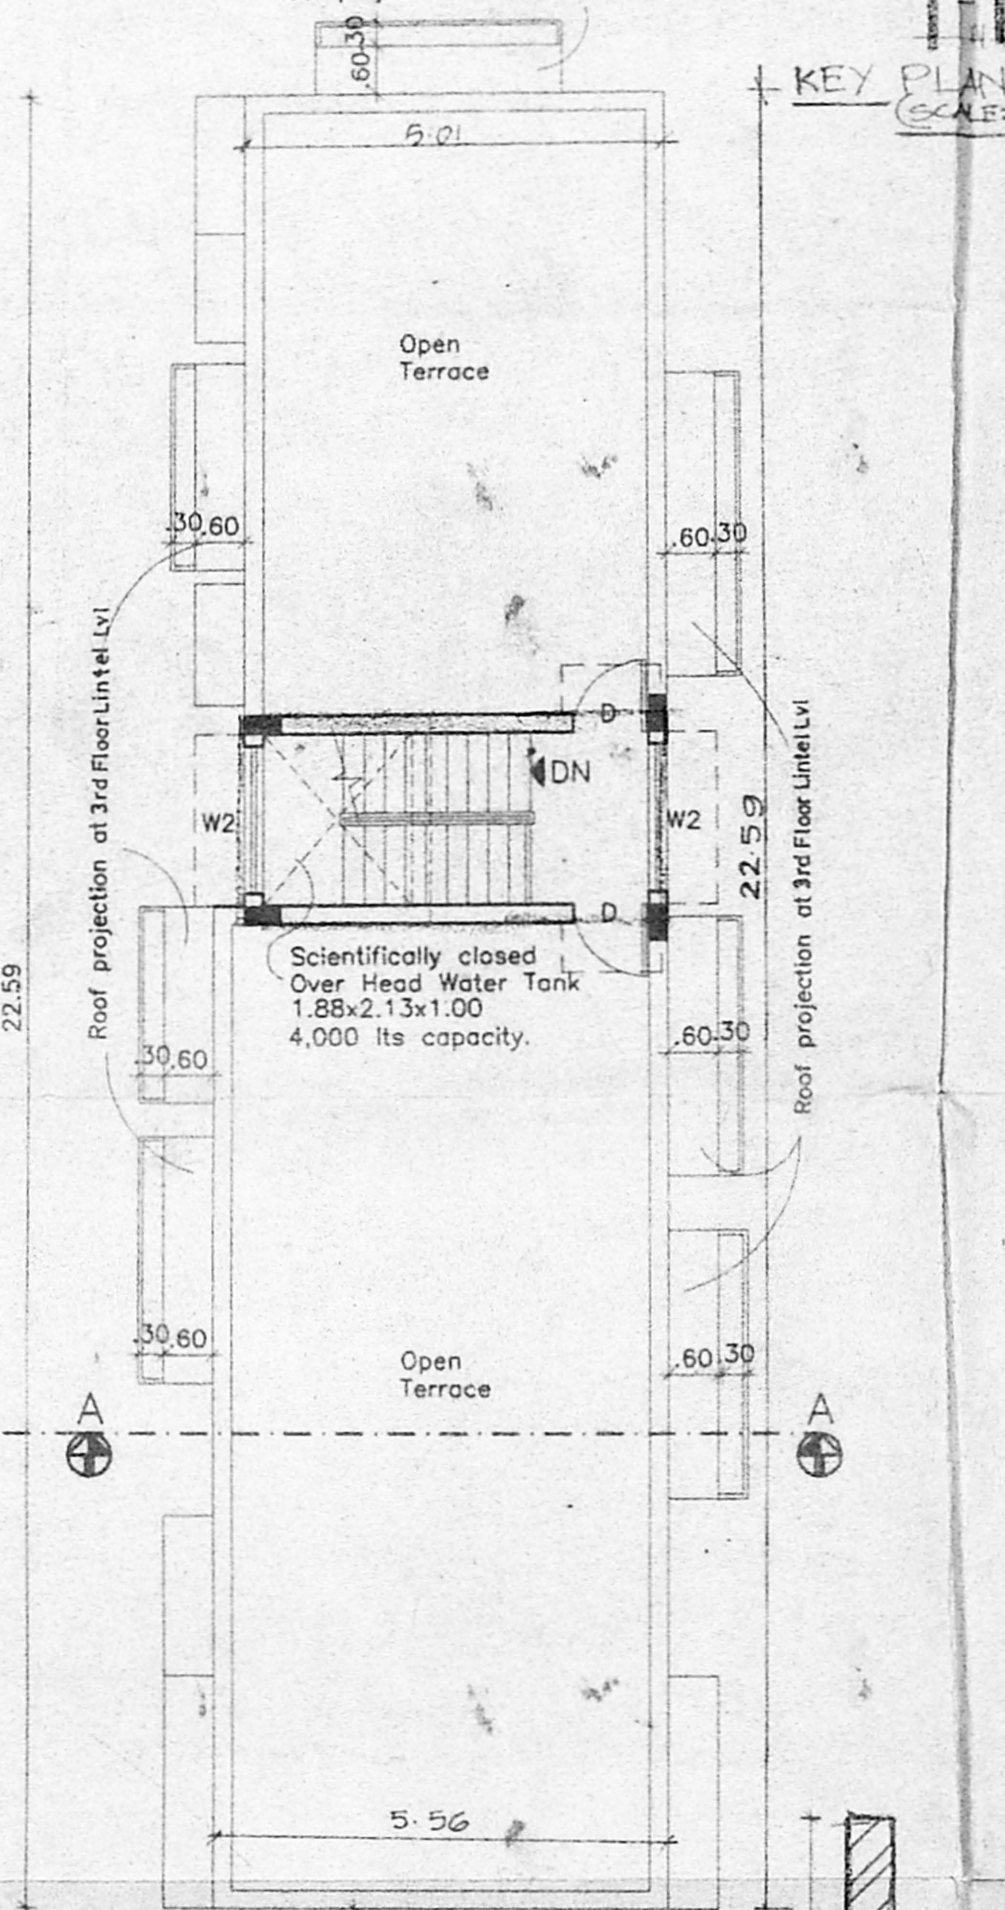 .60
.30
KEY PLAN
(SCALE:
5.01
Open
Terrace
.30
.60
.60
.30
Roof projection at 3rd Floor Lintel Lvl
D
DN
W2
W2
22.59
Roof projection at 3rd Floor Lintel Lvl
D
Scientifically closed
Over Head Water Tank
1.88x2.13x1.00
4,000 lts capacity.
22.59
.30
.60
.60
.30
.30
.60
.60
.30
Open
Terrace
A
A
5.56